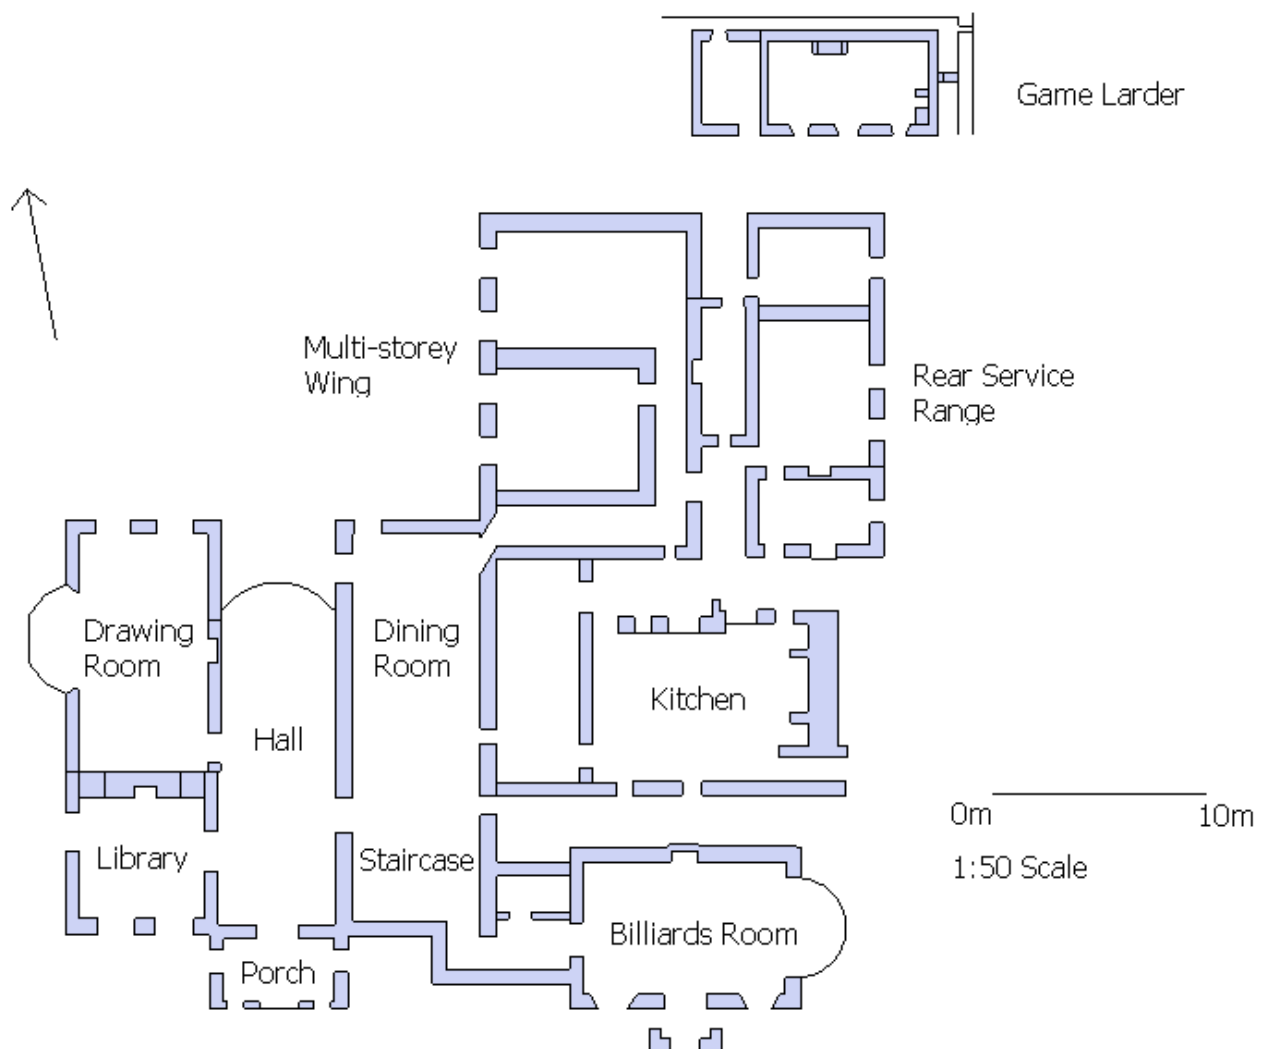 Game Larder
Multi-storey
Wing
Rear Service
Range
Drawing
Room
Dining
Room
Kitchen
Hall
0m
10m
Library
Staircase
1:50 Scale
Billiards Room
Porch